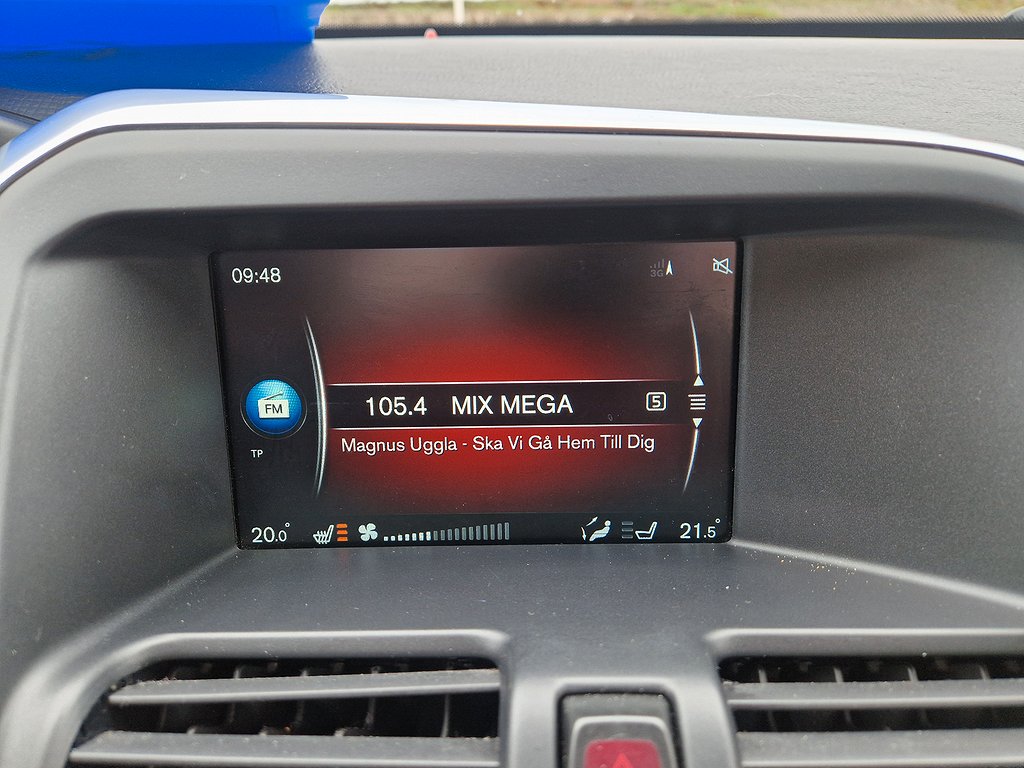 09:48
3G
FM
105.4 MIX MEGA 5
Magnus Uggla - Ska Vi Gå Hem Till Dig
TP
20.0° 21.5°